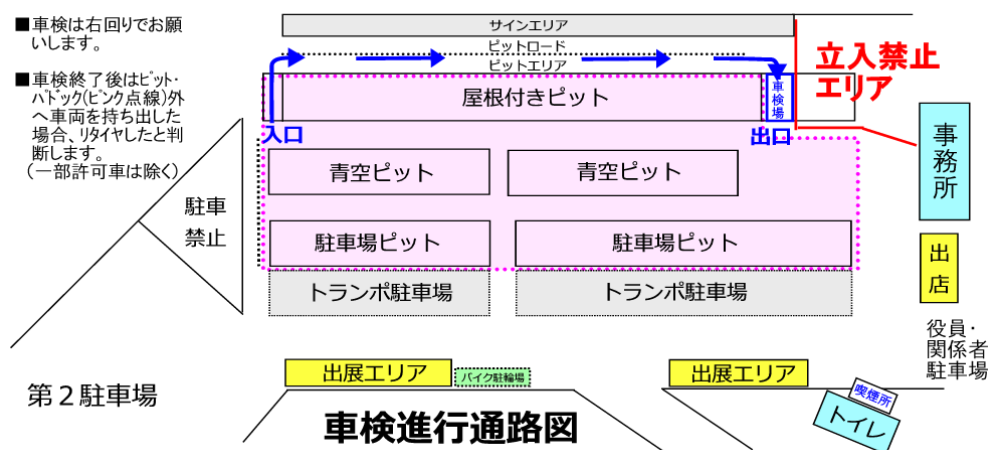 ■車検は右回りでお願
いします。
■車検終了後はピット・
パドック(ピンク点線)外
へ車両を持ち出した
場合、リタイヤしたと判
断します。
(一部許可車は除く)
サインエリア
ピットロード
ピットエリア
屋根付きピット
車検場
入口
出口
立入禁止
エリア
事務所
青空ピット
青空ピット
駐車
禁止
駐車場ピット
駐車場ピット
出店
トランポ駐車場
トランポ駐車場
役員・
関係者
駐車場
出展エリア
バイク駐輪場
出展エリア
第２駐車場
喫煙所
トイレ
車検進行通路図